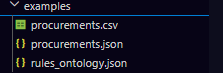 examples
procurements.csv
procurements.json
rules_ontology.json